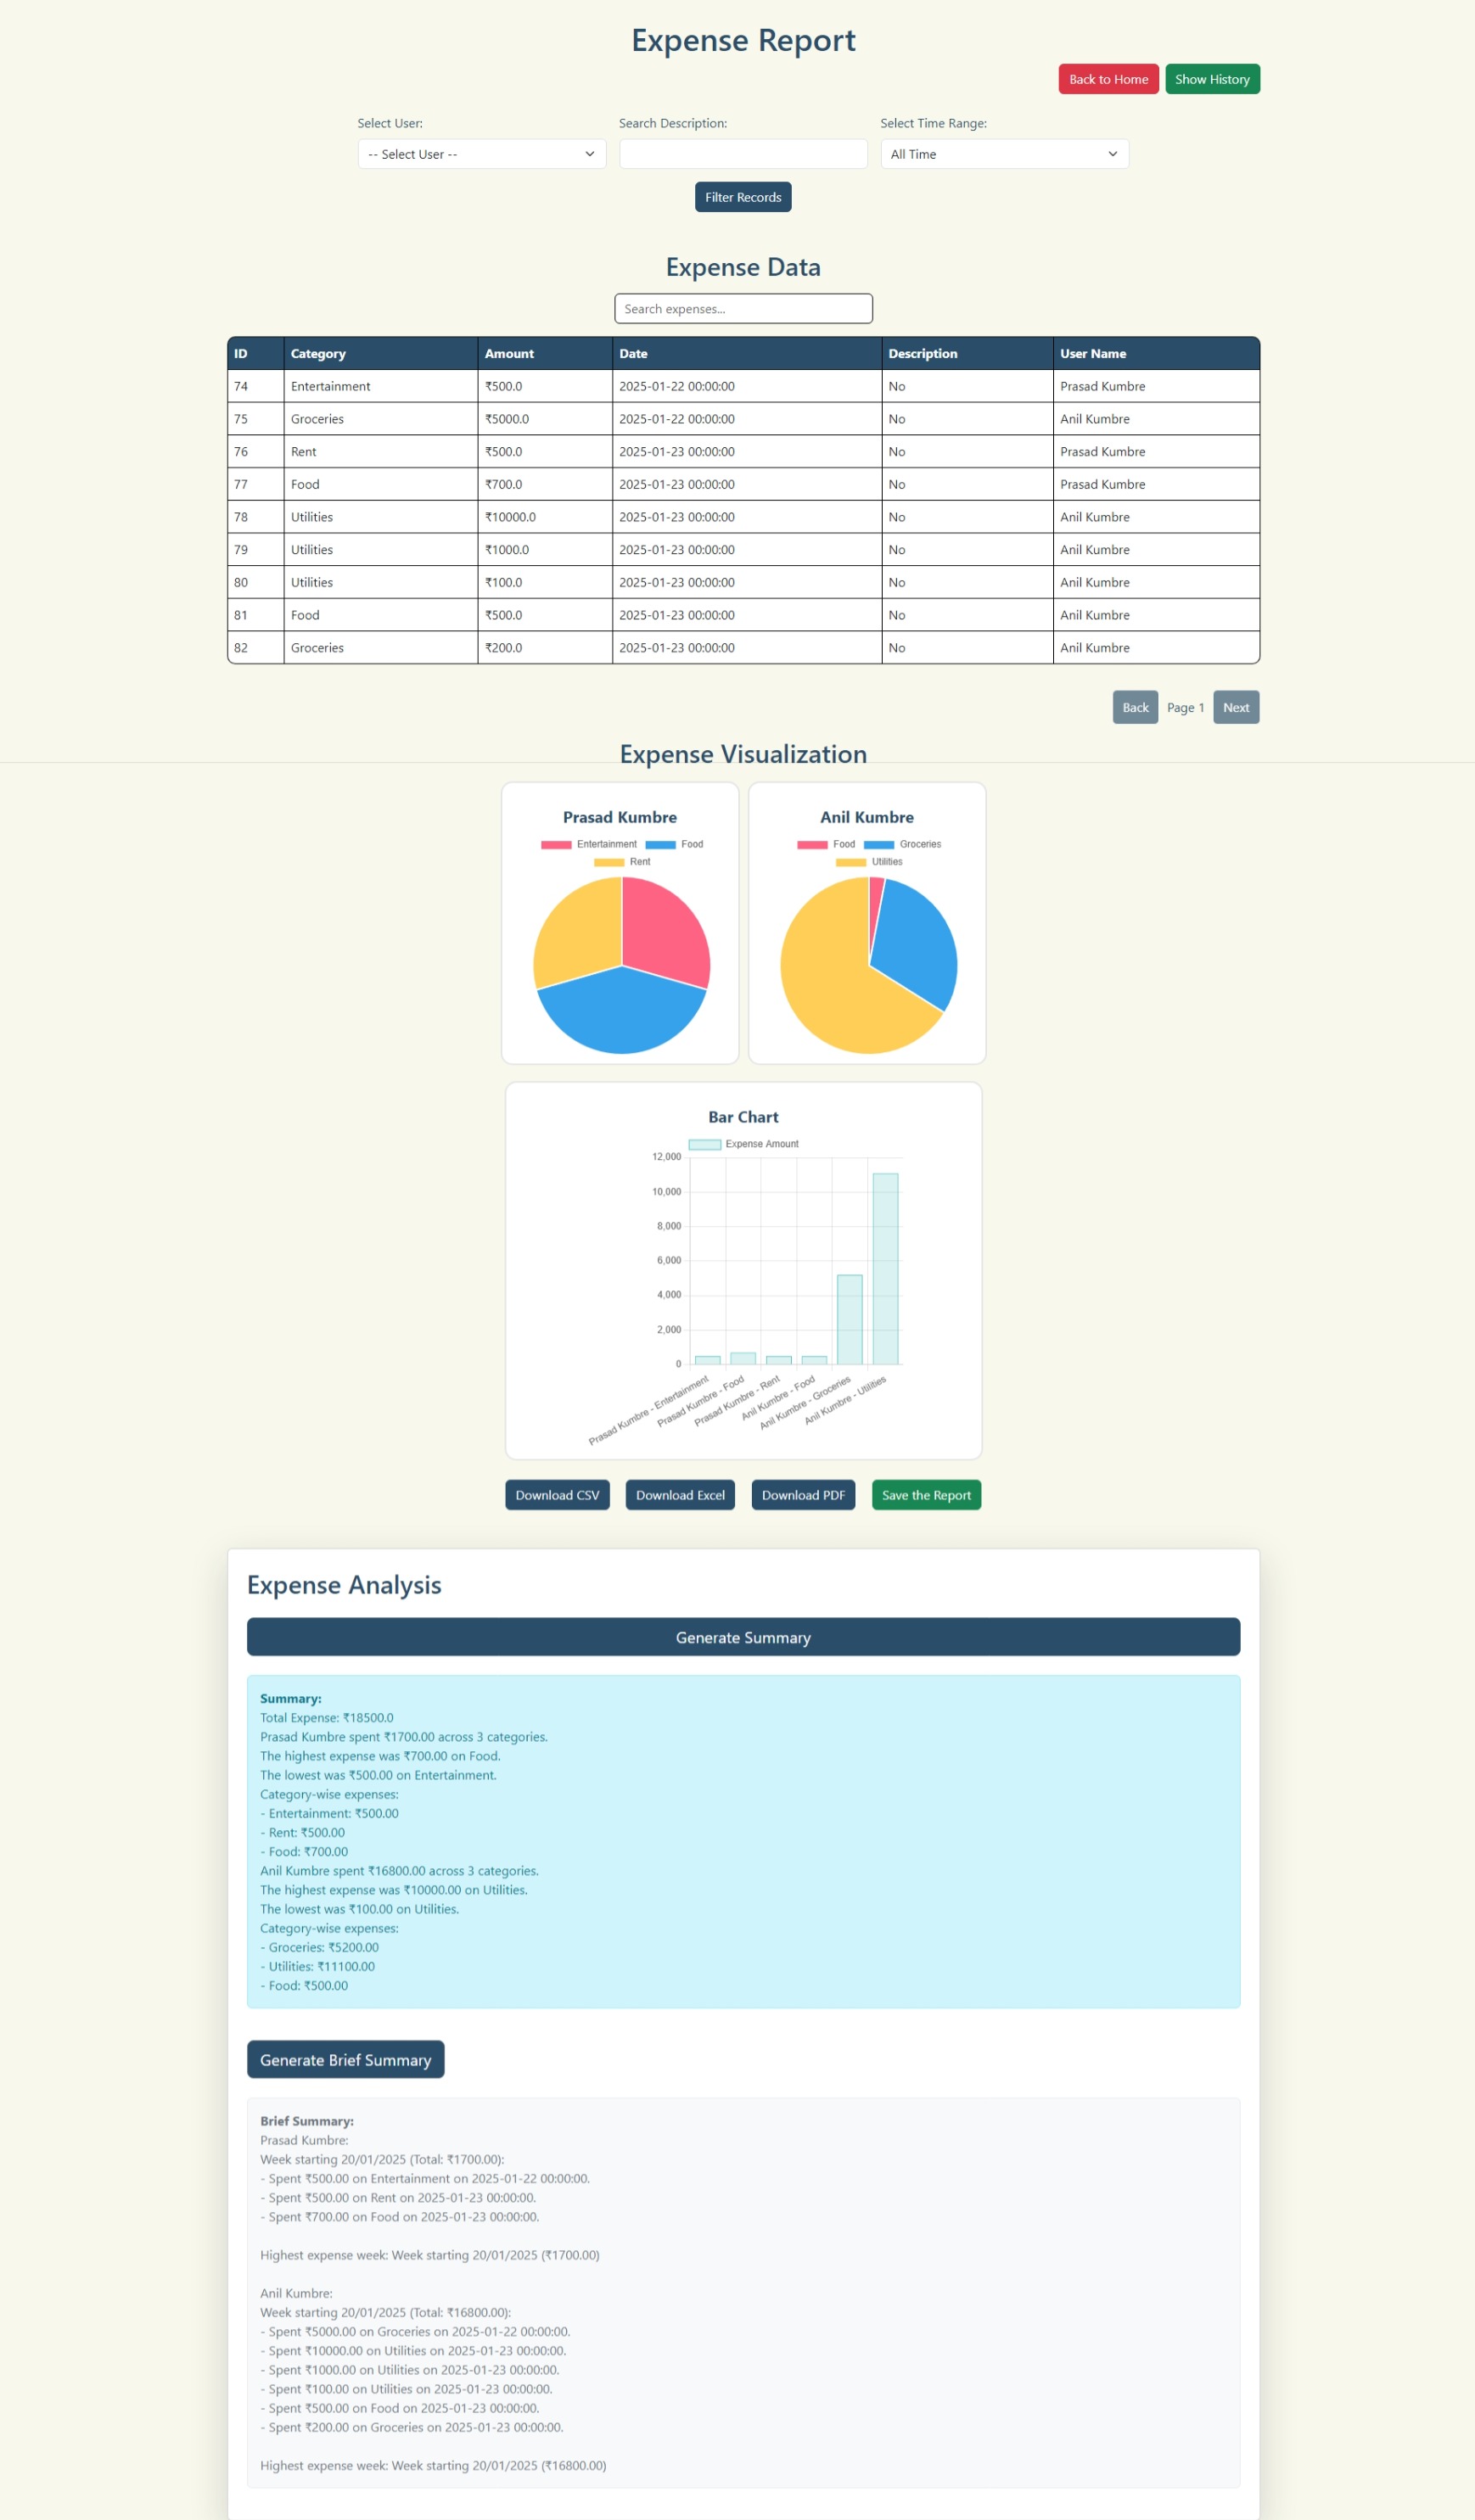 Expense Report
Back to Home Show History
Select User: Search Description: Select Time Range:
-- Select User -- All Time
Filter Records
Expense Data
Search expenses...
ID Category Amount Date Description User Name
74 Entertainment ₹500.0 2025-01-22 00:00:00 No Prasad Kumbre
75 Groceries ₹5000.0 2025-01-22 00:00:00 No Anil Kumbre
76 Rent ₹500.0 2025-01-23 00:00:00 No Prasad Kumbre
77 Food ₹700.0 2025-01-23 00:00:00 No Prasad Kumbre
78 Utilities ₹10000.0 2025-01-23 00:00:00 No Anil Kumbre
79 Utilities ₹1000.0 2025-01-23 00:00:00 No Anil Kumbre
80 Utilities ₹100.0 2025-01-23 00:00:00 No Anil Kumbre
81 Food ₹500.0 2025-01-23 00:00:00 No Anil Kumbre
82 Groceries ₹200.0 2025-01-23 00:00:00 No Anil Kumbre
Back Page 1 Next
Expense Visualization
Prasad Kumbre
Entertainment Food
Rent
Anil Kumbre
Food Groceries
Utilities
Bar Chart
Expense Amount
12,000
10,000
8,000
6,000
4,000
2,000
0
Prasad Kumbre - Entertainment
Prasad Kumbre - Food
Prasad Kumbre - Rent
Anil Kumbre - Food
Anil Kumbre - Groceries
Anil Kumbre - Utilities
Download CSV Download Excel Download PDF Save the Report
Expense Analysis
Generate Summary
Summary:
Total Expense: ₹18500.0
Prasad Kumbre spent ₹1700.00 across 3 categories.
The highest expense was ₹700.00 on Food.
The lowest was ₹500.00 on Entertainment.
Category-wise expenses:
- Entertainment: ₹500.00
- Rent: ₹500.00
- Food: ₹700.00
Anil Kumbre spent ₹16800.00 across 3 categories.
The highest expense was ₹10000.00 on Utilities.
The lowest was ₹100.00 on Utilities.
Category-wise expenses:
- Groceries: ₹5200.00
- Utilities: ₹11100.00
- Food: ₹500.00
Generate Brief Summary
Brief Summary:
Prasad Kumbre:
Week starting 20/01/2025 (Total: ₹1700.00):
- Spent ₹500.00 on Entertainment on 2025-01-22 00:00:00.
- Spent ₹500.00 on Rent on 2025-01-23 00:00:00.
- Spent ₹700.00 on Food on 2025-01-23 00:00:00.
Highest expense week: Week starting 20/01/2025 (₹1700.00)
Anil Kumbre:
Week starting 20/01/2025 (Total: ₹16800.00):
- Spent ₹5000.00 on Groceries on 2025-01-22 00:00:00.
- Spent ₹10000.00 on Utilities on 2025-01-23 00:00:00.
- Spent ₹1000.00 on Utilities on 2025-01-23 00:00:00.
- Spent ₹100.00 on Utilities on 2025-01-23 00:00:00.
- Spent ₹500.00 on Food on 2025-01-23 00:00:00.
- Spent ₹200.00 on Groceries on 2025-01-23 00:00:00.
Highest expense week: Week starting 20/01/2025 (₹16800.00)